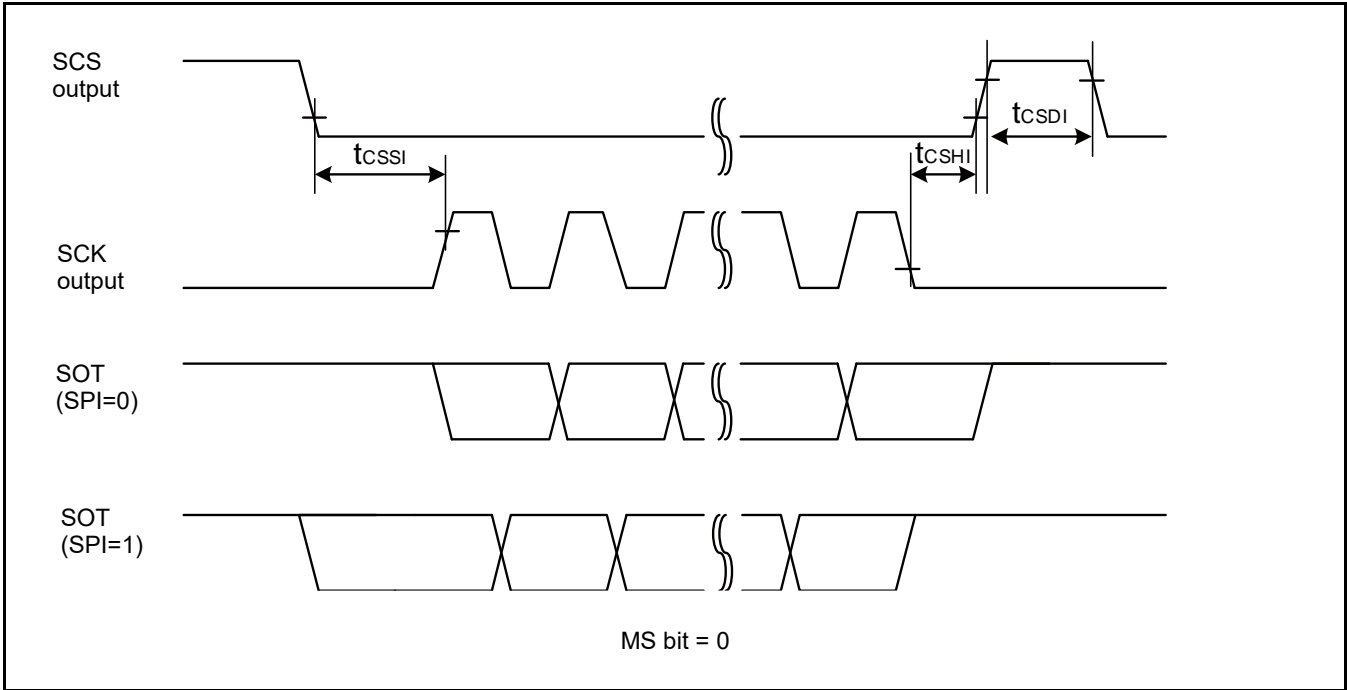 SCS
output
tCSSI
tCSHI
tCSDI
SCK
output
SOT
(SPI=0)
SOT
(SPI=1)
MS bit = 0